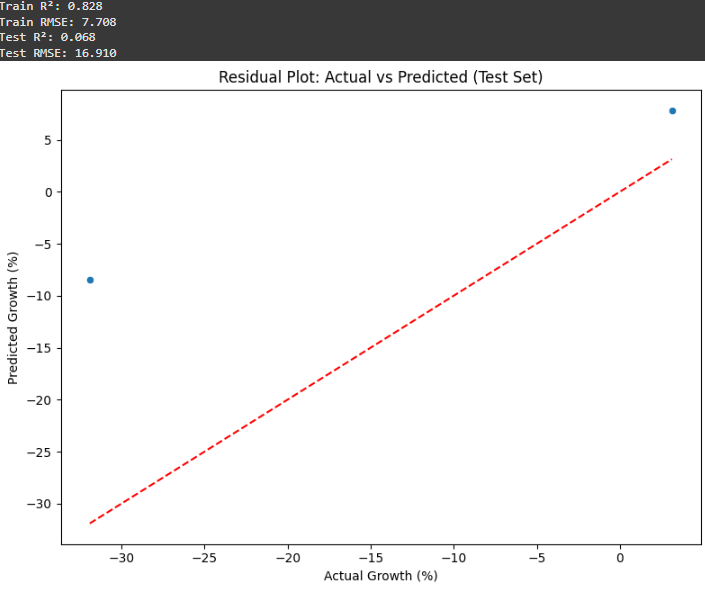 Train R²: 0.828
Train RMSE: 7.708
Test R²: 0.068
Test RMSE: 16.910
Residual Plot: Actual vs Predicted (Test Set)
Predicted Growth (%)
5
0
−5
−10
−15
−20
−25
−30
−30
−25
−20
−15
−10
−5
0
Actual Growth (%)